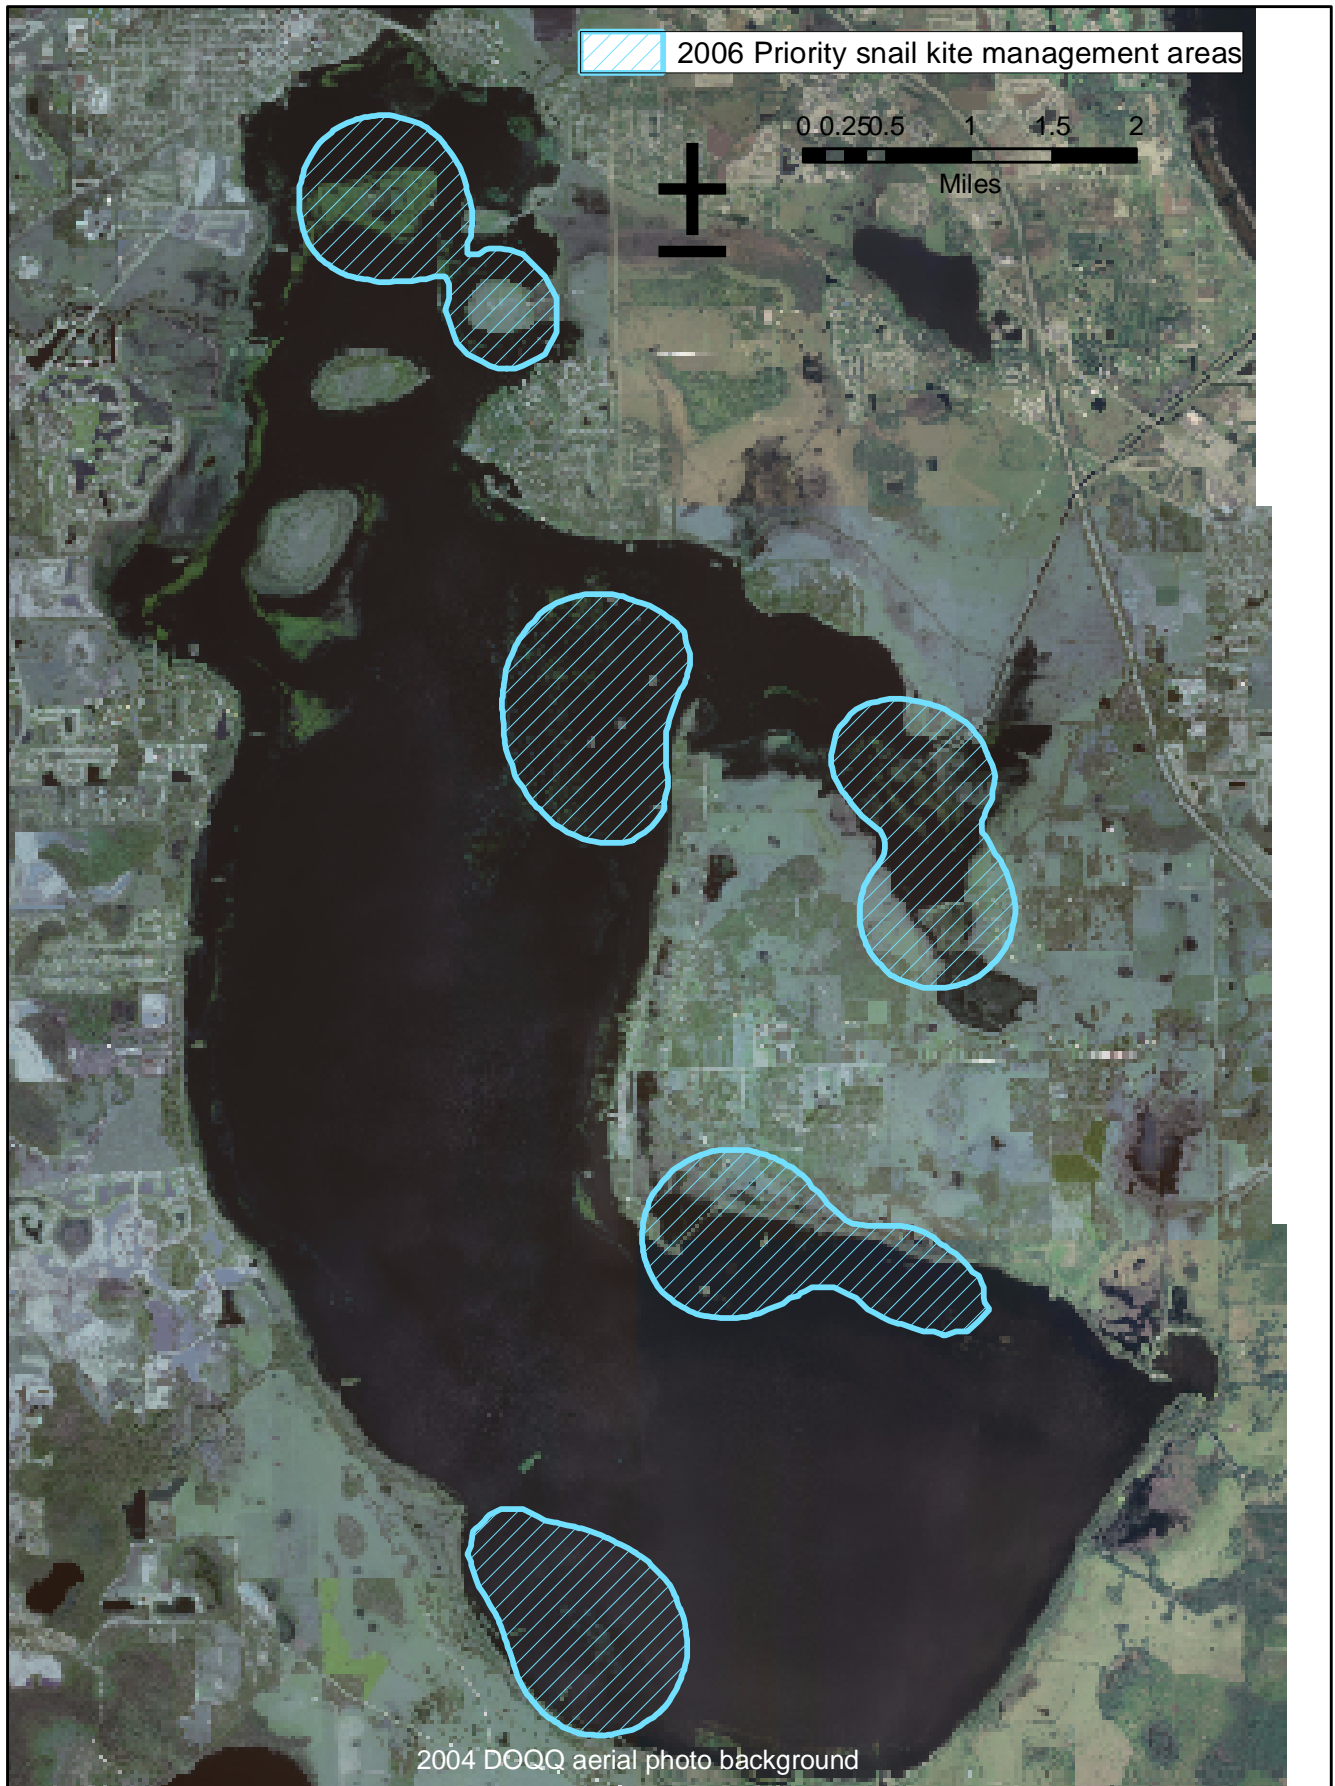 2006 Priority snail kite management areas
0 0.25 0.5 1 1.5 2
Miles
2004 DOQQ aerial photo background